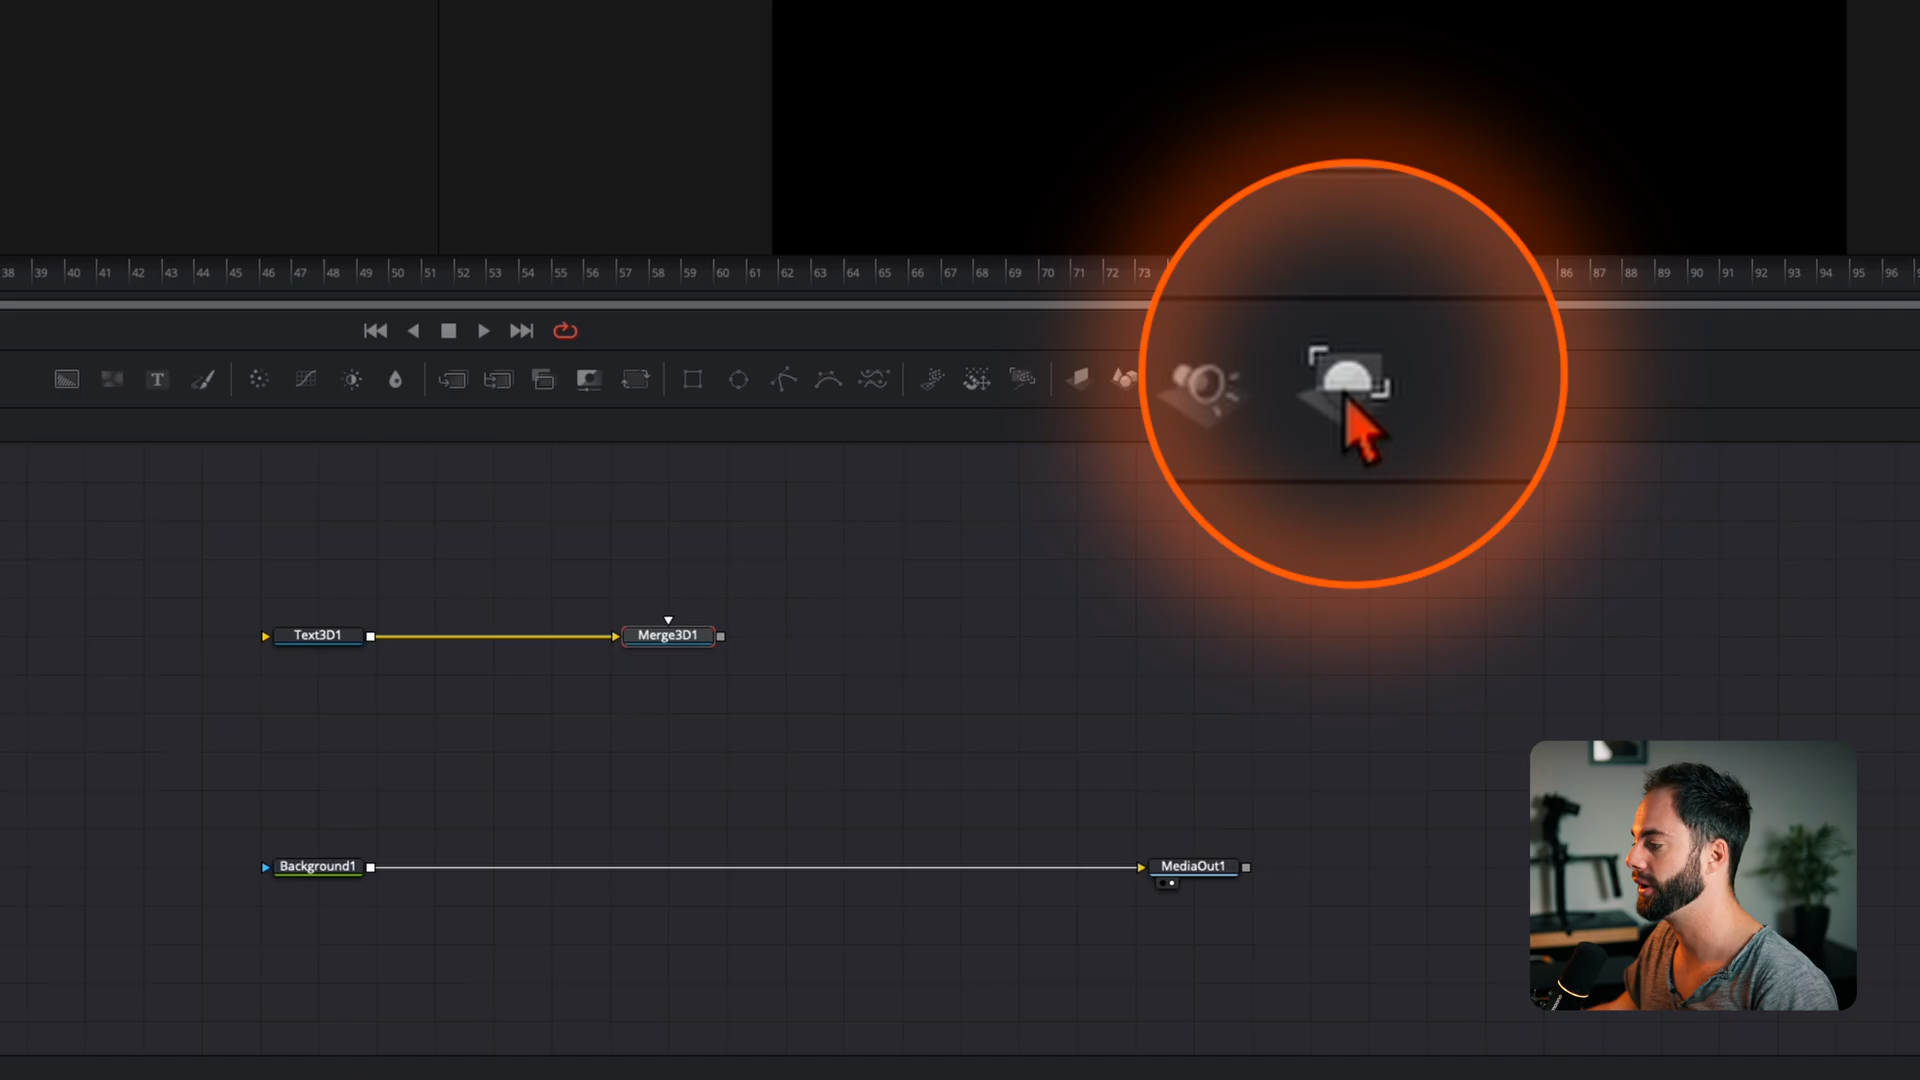 38 39 40 41 42 43 44 45 46 47 48 49 50 51 52 53 54 55 56 57 58 59 60 61 62 63 64 65 66 67 68 69 70 71 72 73 86 87 88 89 90 91 92 93 94 95 96
T
Text3D1 Merge3D1
Background1 MediaOut1